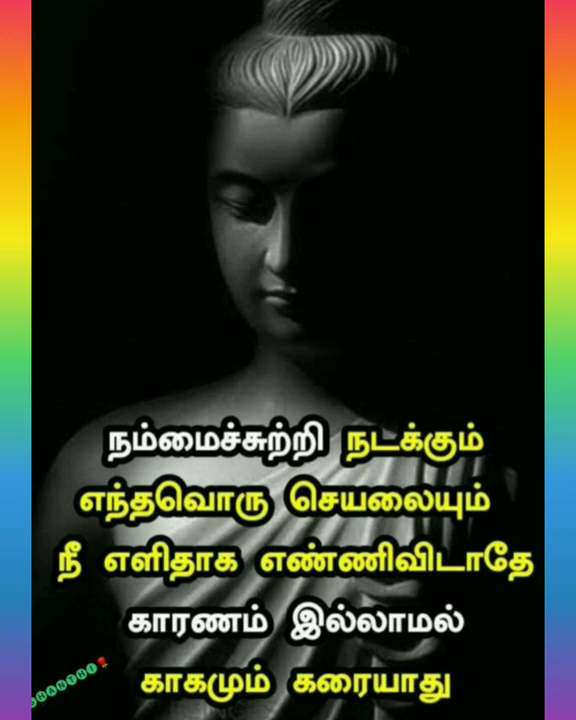 நம்மைச்சுற்றி நடக்கும்
எந்தவொரு செயலையும்
நீ எளிதாக எண்ணிவிடாதே
காரணம் இல்லாமல்
காகமும் கரையாது